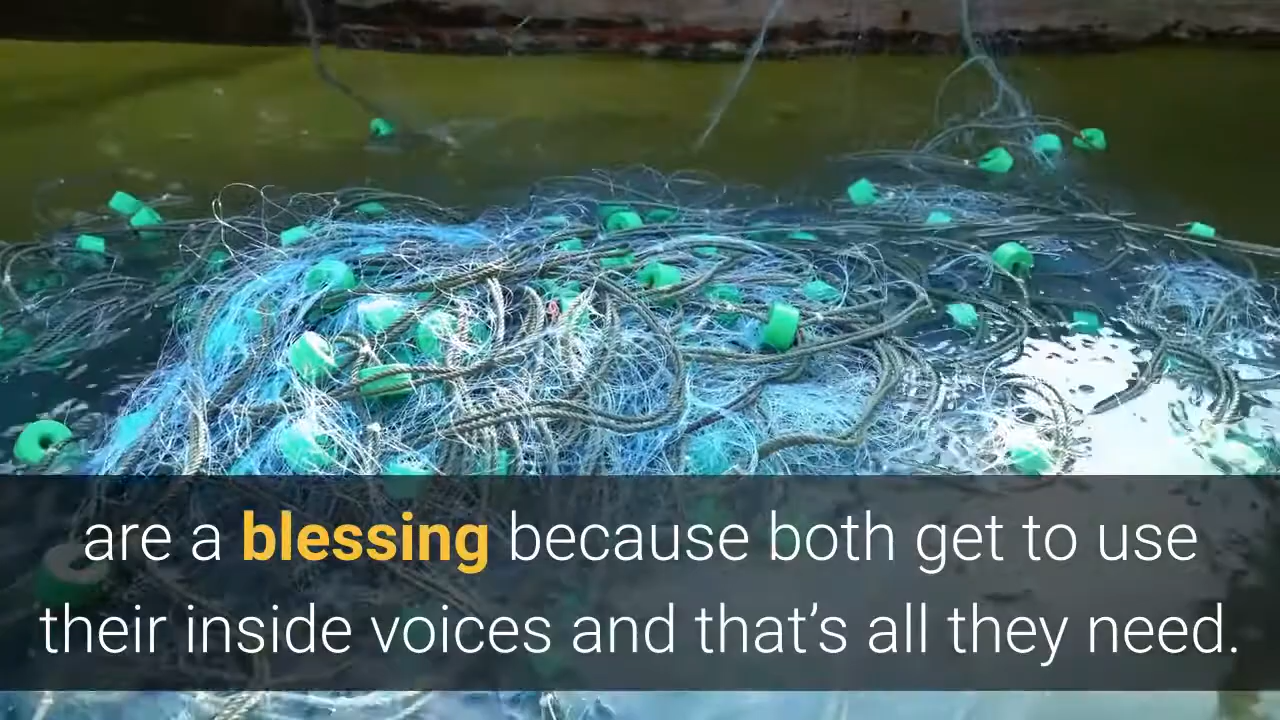 are a blessing because both get to use
their inside voices and that’s all they need.